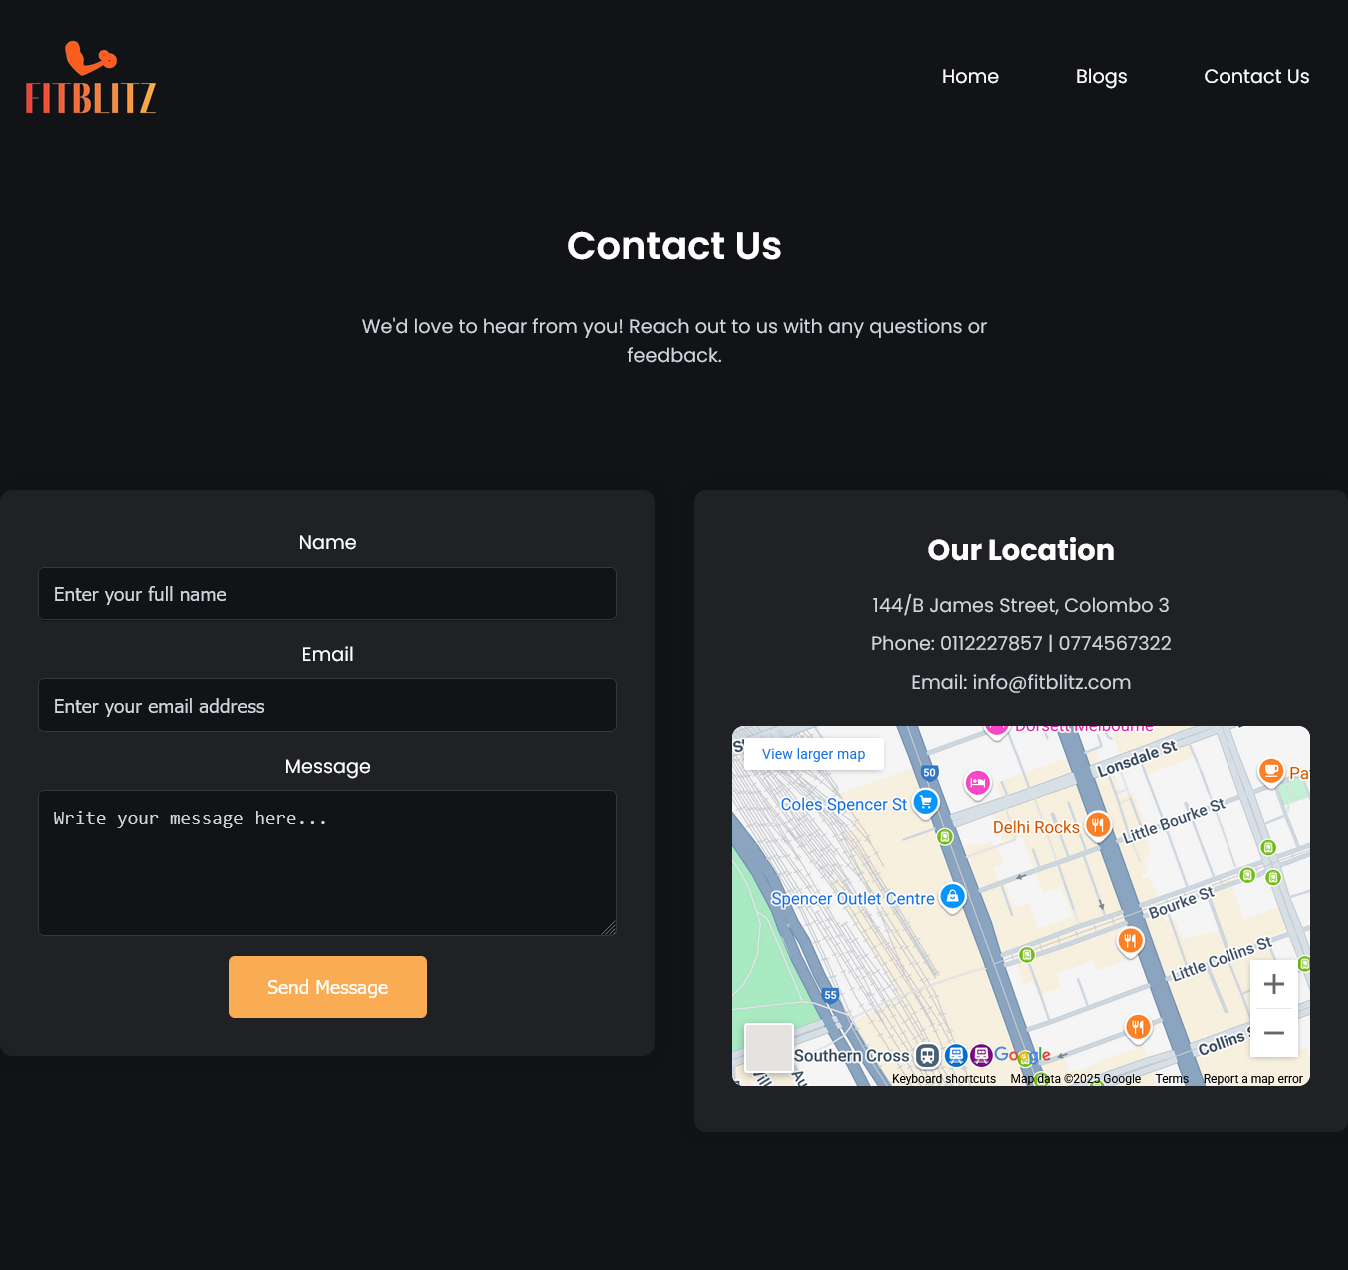 FITBLITZ
Home
Blogs
Contact Us
Contact Us
We'd love to hear from you! Reach out to us with any questions or
feedback.
Name
Enter your full name
Email
Enter your email address
Message
Write your message here...
Send Message
Our Location
144/B James Street, Colombo 3
Phone: 0112227857 | 0774567322
Email: info@fitblitz.com
Dorsett Melbourne
View larger map
50
Lonsdale St
Coles Spencer St
Delhi Rocks
Little Bourke St
Spencer Outlet Centre
Bourke St
Little Collins St
55
Collins S
Southern Cross
Google
Keyboard shortcuts
Map data ©2025 Google
Terms
Report a map error